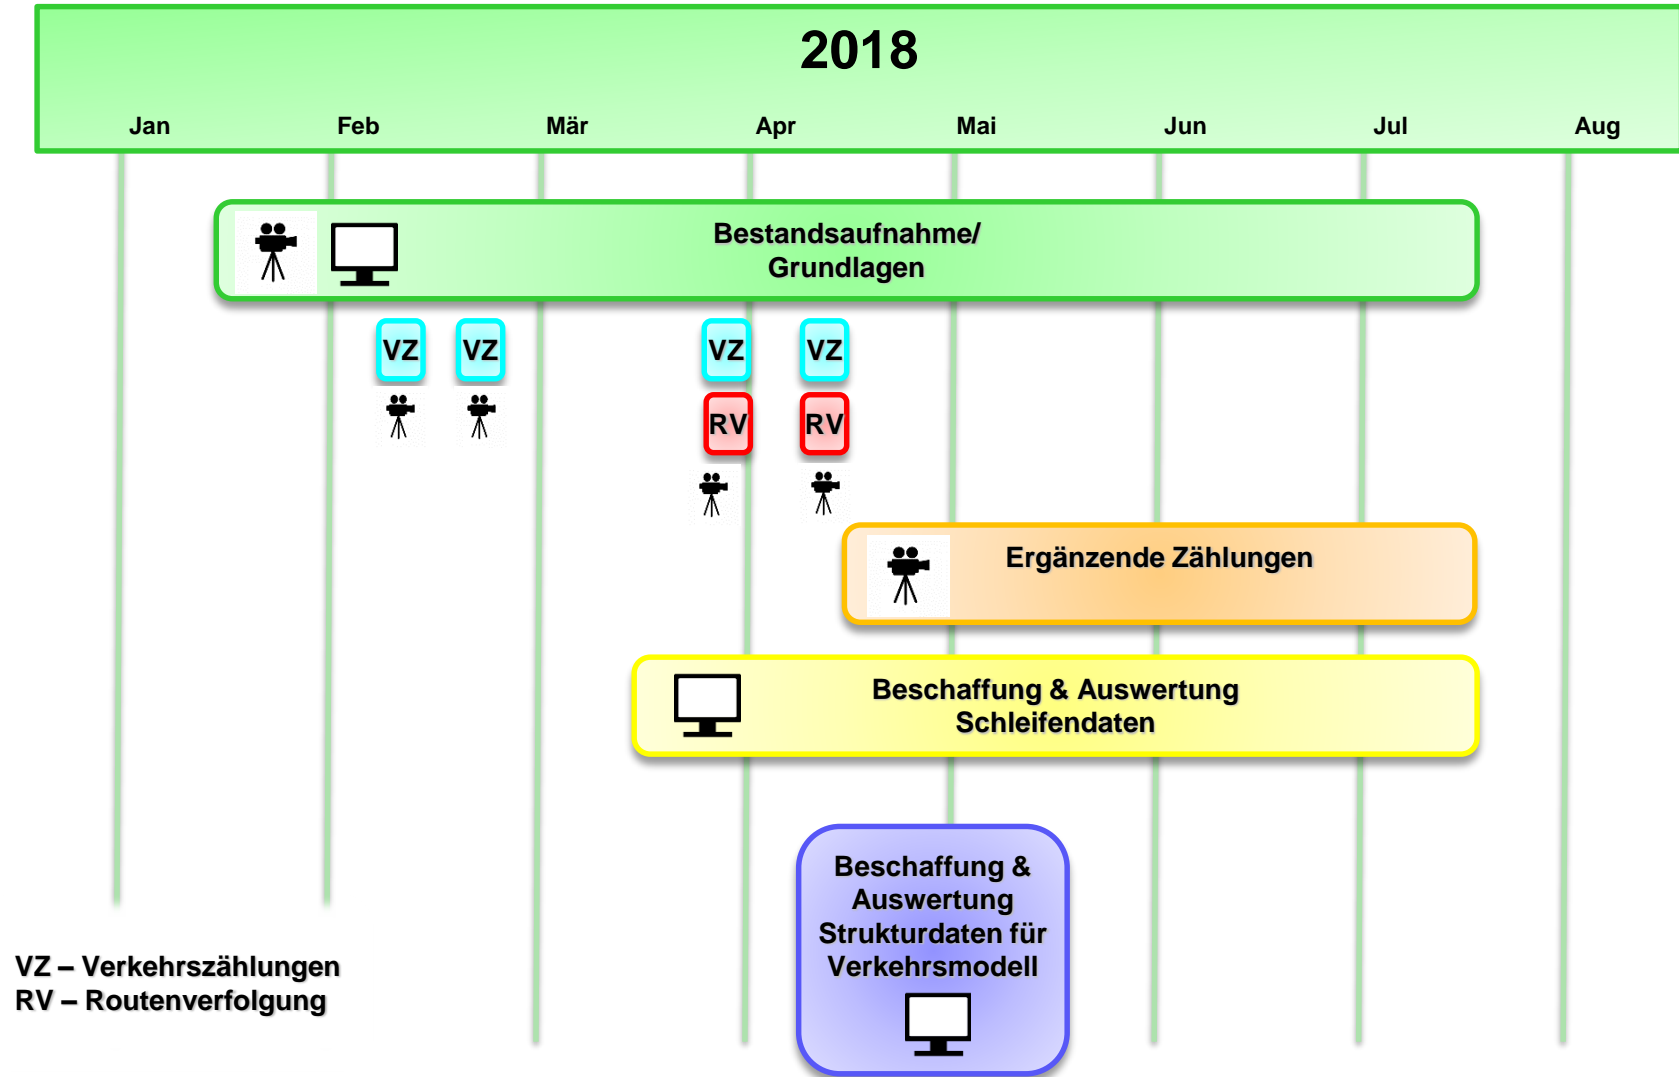 2018
Jan Feb Mär Apr Mai Jun Jul Aug
Bestandsaufnahme/
Grundlagen
VZ VZ VZ VZ
RV RV
Ergänzende Zählungen
Beschaffung & Auswertung
Schleifendaten
Beschaffung &
Auswertung
Strukturdaten für
Verkehrsmodell
VZ – Verkehrszählungen
RV – Routenverfolgung